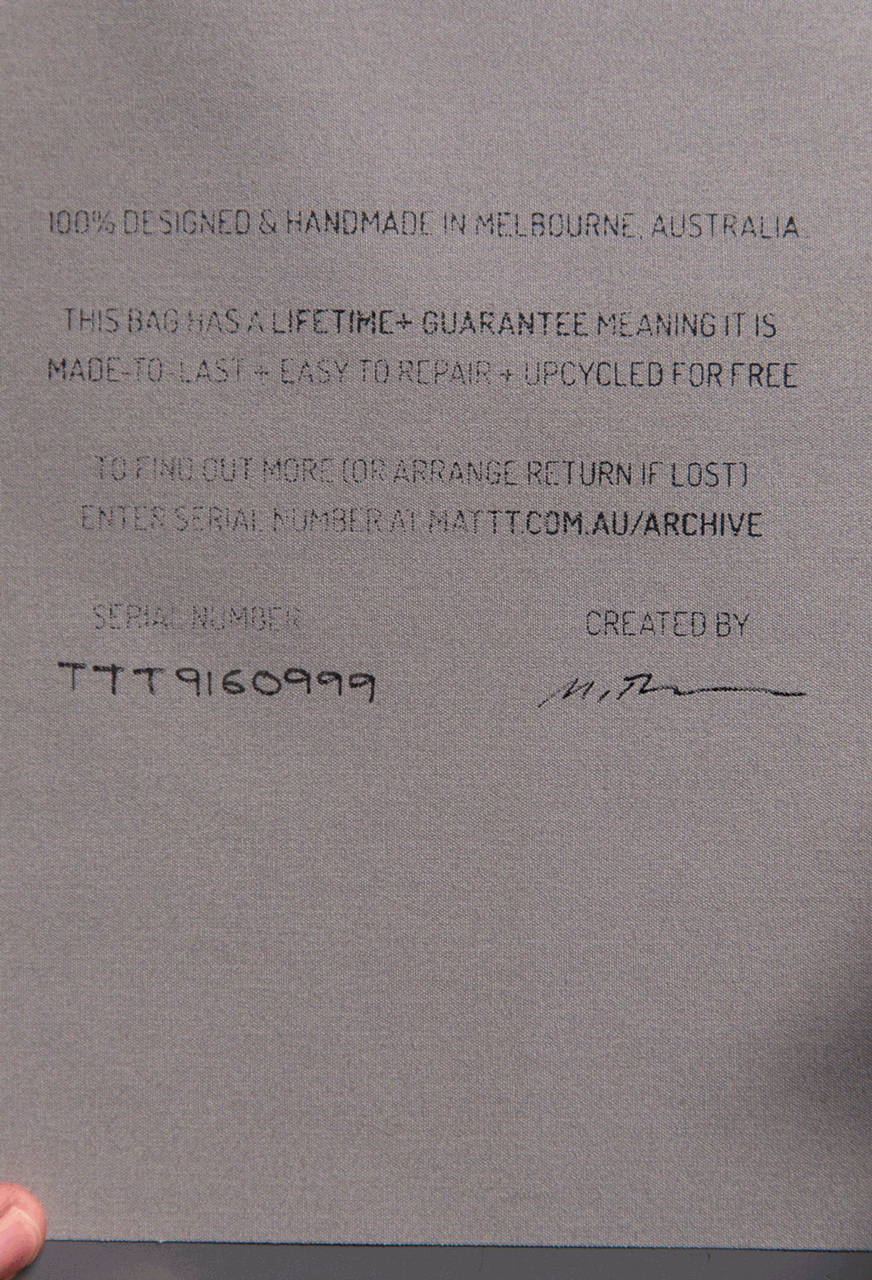 100% DESIGNED & HANDMADE IN MELBOURNE, AUSTRALIA.
THIS BAG HAS A LIFETIME+ GUARANTEE MEANING IT IS
MADE-TO-LAST + EASY TO REPAIR + UPCYCLED FOR FREE
TO FIND OUT MORE (OR ARRANGE RETURN IF LOST)
ENTER SERIAL NUMBER AT MATTT.COM.AU/ARCHIVE
SERIAL NUMBER CREATED BY
TTT9160999